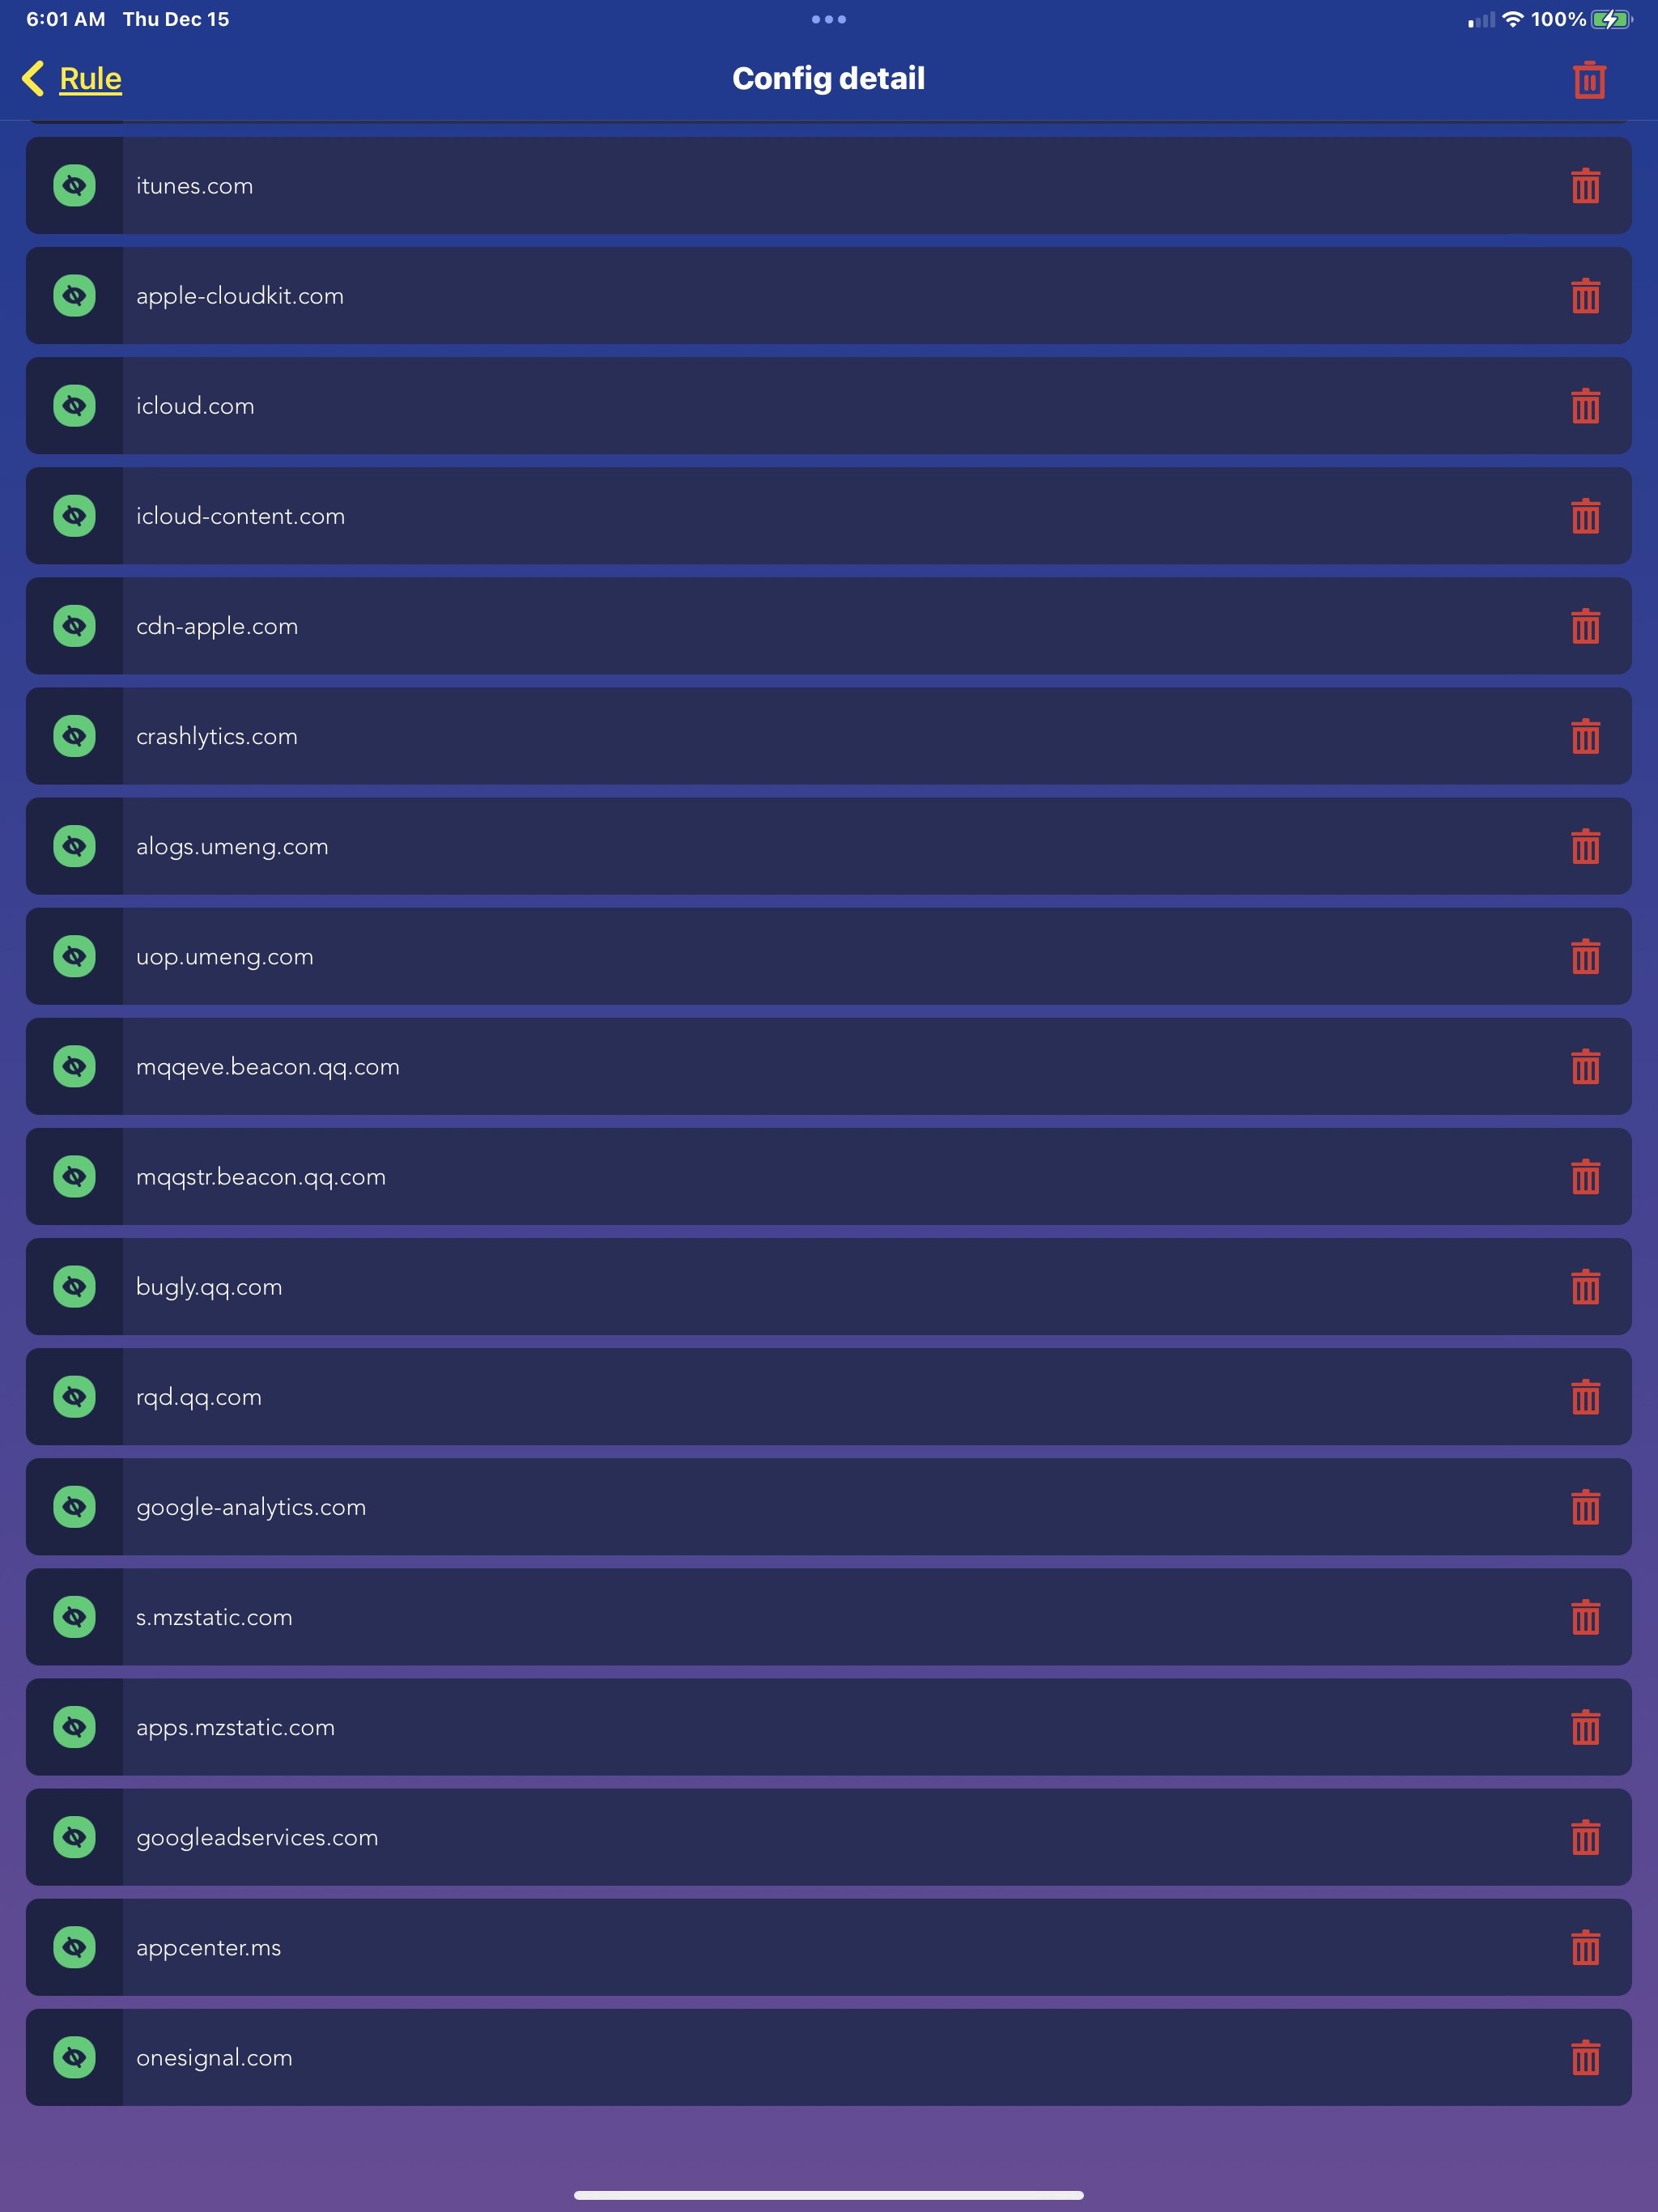 6:01 AM Thu Dec 15 100%
Rule Config detail
itunes.com
apple-cloudkit.com
icloud.com
icloud-content.com
cdn-apple.com
crashlytics.com
alogs.umeng.com
uop.umeng.com
mqqeve.beacon.qq.com
mqqstr.beacon.qq.com
bugly.qq.com
rqd.qq.com
google-analytics.com
s.mzstatic.com
apps.mzstatic.com
googleadservices.com
appcenter.ms
onesignal.com